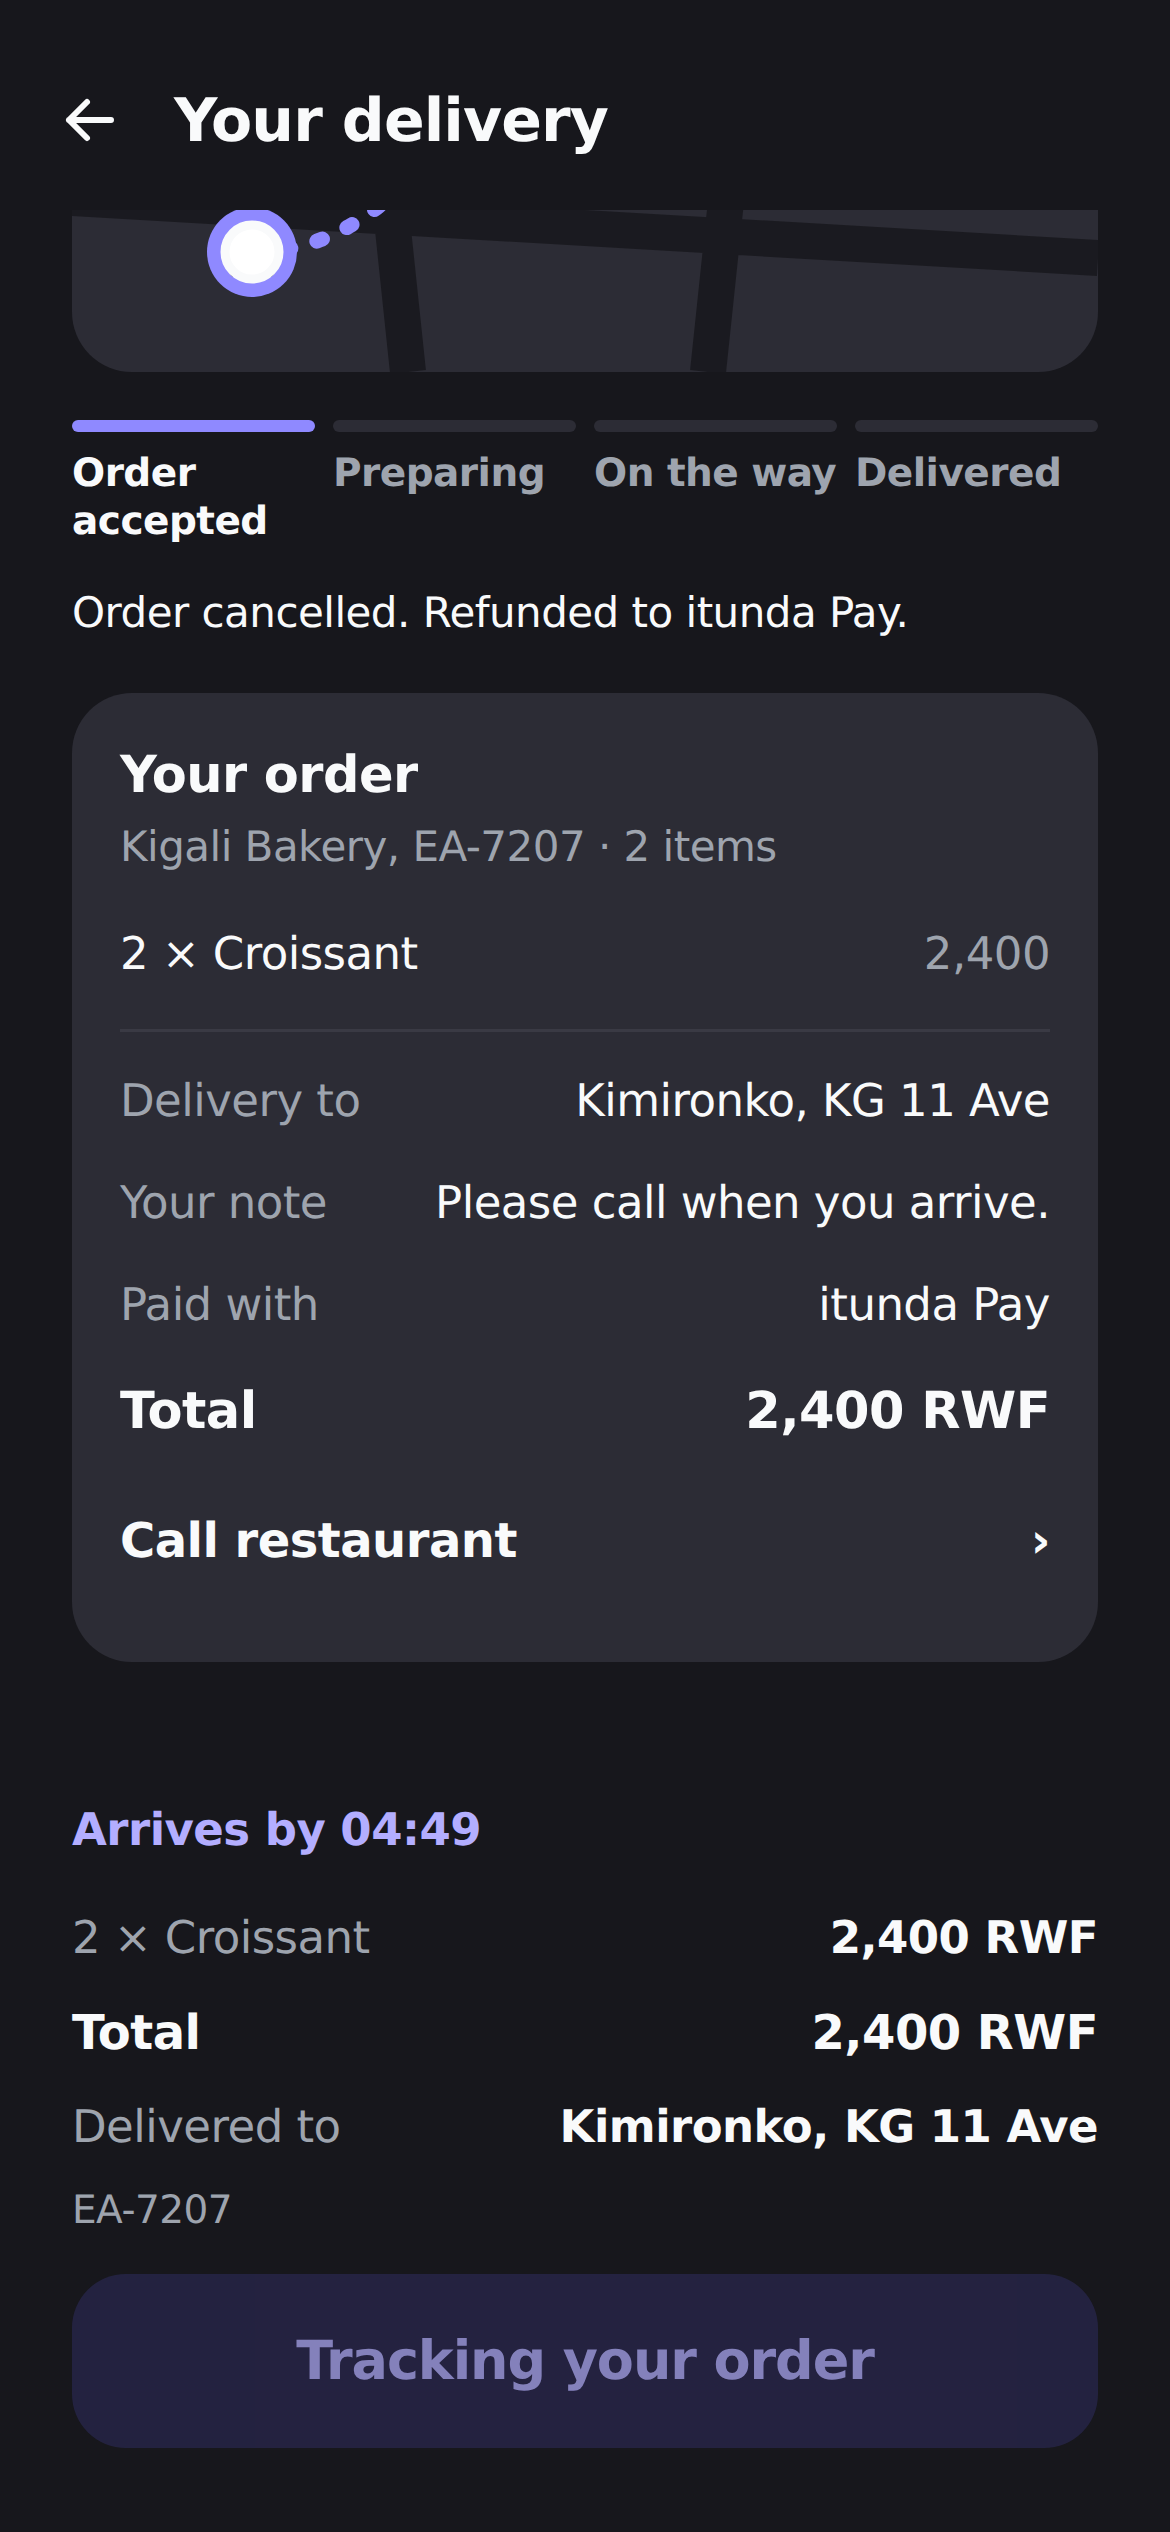 Your delivery
Order accepted
Preparing
On the way
Delivered
Order cancelled. Refunded to itunda Pay.
Your order
Kigali Bakery, EA-7207 · 2 items
2 × Croissant 2,400
Delivery to Kimironko, KG 11 Ave
Your note Please call when you arrive.
Paid with itunda Pay
Total 2,400 RWF
Call restaurant ›
Arrives by 04:49
2 × Croissant 2,400 RWF
Total 2,400 RWF
Delivered to Kimironko, KG 11 Ave
EA-7207
Tracking your order